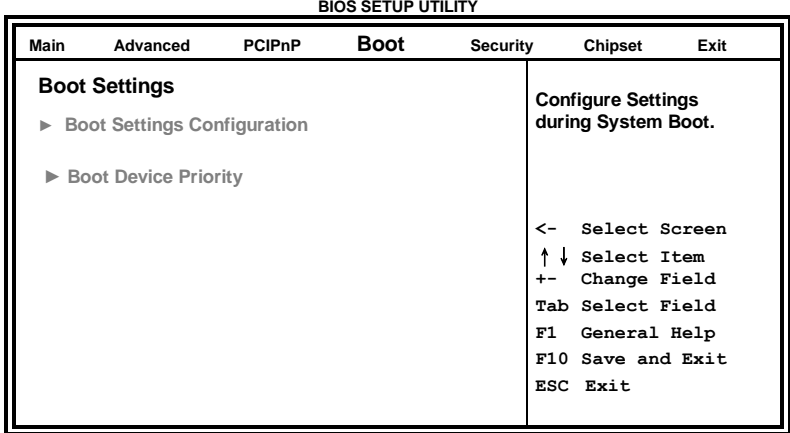 BIOS SETUP UTILITY
Main Advanced PCIPnP Boot Security Chipset Exit
Boot Settings
► Boot Settings Configuration
► Boot Device Priority
Configure Settings
during System Boot.
<- Select Screen
↑↓ Select Item
+- Change Field
Tab Select Field
F1 General Help
F10 Save and Exit
ESC Exit